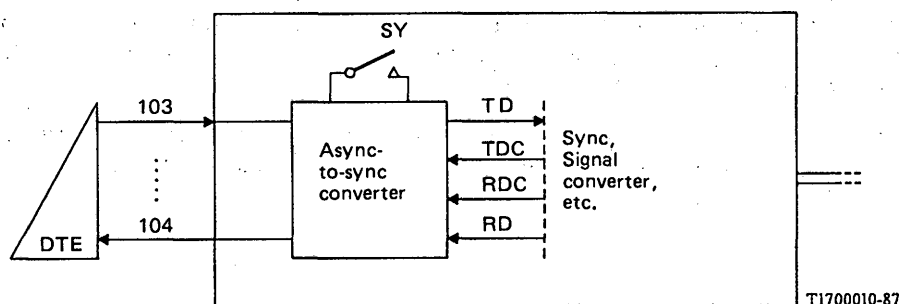 SY
103
TD
TDC
RDC
RD
Async-
to-sync
converter
Sync,
Signal
converter,
etc.
104
DTE
T1700010-87